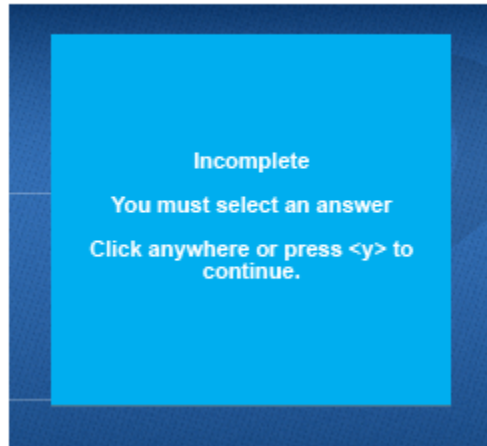 Incomplete
You must select an answer
Click anywhere or press <y> to
continue.